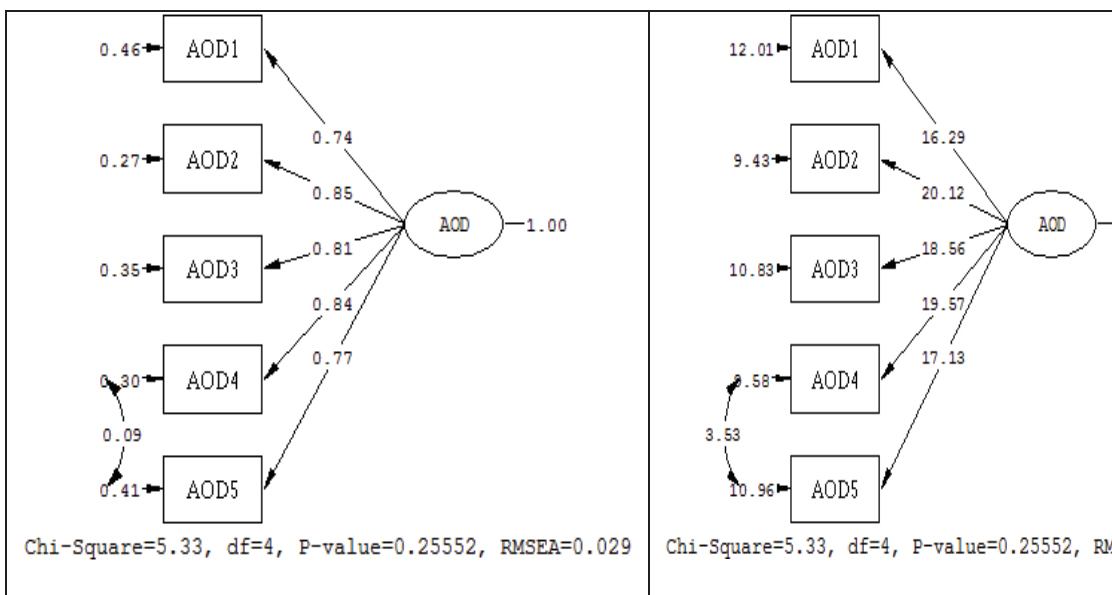 0.46
AOD1
0.74
0.27
AOD2
0.85
AOD
1.00
0.81
0.35
AOD3
0.84
0.77
0.30
AOD4
0.09
0.41
AOD5
Chi-Square=5.33, df=4, P-value=0.25552, RMSEA=0.029
12.01
AOD1
16.29
9.43
AOD2
20.12
AOD
18.56
10.83
AOD3
19.57
17.13
9.58
AOD4
3.53
10.96
AOD5
Chi-Square=5.33, df=4, P-value=0.25552, RM